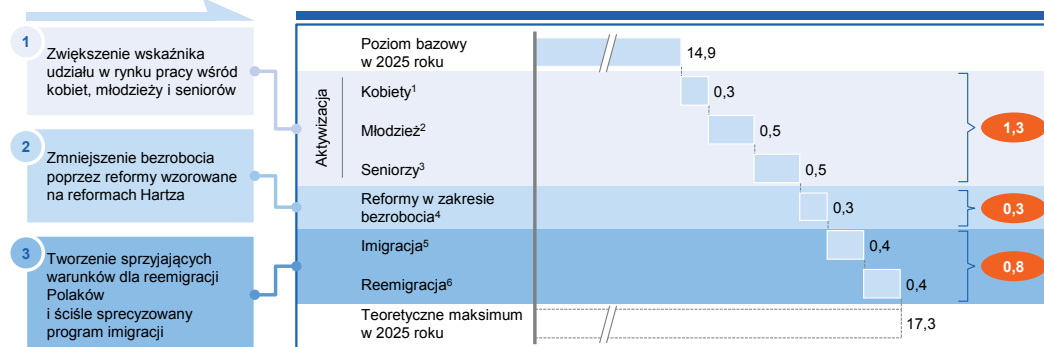 1
Zwiększenie wskaźnika
udziału w rynku pracy wśród
kobiet, młodzieży i seniorów
2
Zmniejszenie bezrobocia
poprzez reformy wzorowane
na reformach Hartza
3
Tworzenie sprzyjających
warunków dla reemigracji
Polaków
i ściśle sprecyzowany
program imigracji
Poziom bazowy
w 2025 roku
14,9
Aktywizacja
Kobiety¹
0,3
Młodzież²
0,5
Seniorzy³
0,5
1,3
Reformy w zakresie
bezrobocia⁴
0,3
0,3
Imigracja⁵
0,4
Reemigracja⁶
0,4
0,8
Teoretyczne maksimum
w 2025 roku
17,3